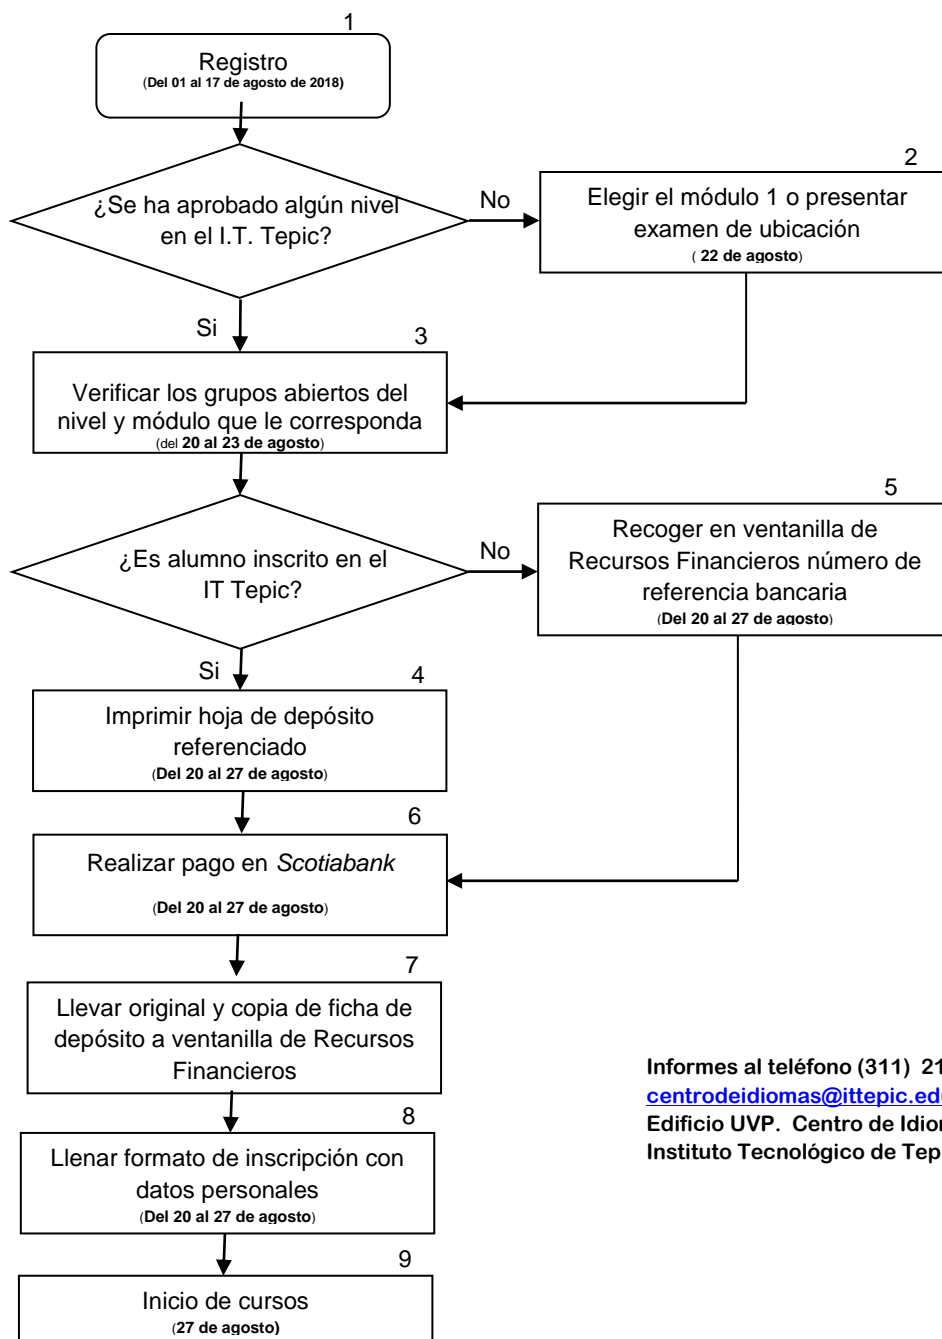 1
Registro
(Del 01 al 17 de agosto de 2018)
¿Se ha aprobado algún nivel
en el I.T. Tepic?
No
2
Elegir el módulo 1 o presentar
examen de ubicación
( 22 de agosto)
Si
3
Verificar los grupos abiertos del
nivel y módulo que le corresponda
(del 20 al 23 de agosto)
¿Es alumno inscrito en el
IT Tepic?
No
5
Recoger en ventanilla de
Recursos Financieros número de
referencia bancaria
(Del 20 al 27 de agosto)
Si
4
Imprimir hoja de depósito
referenciado
(Del 20 al 27 de agosto)
6
Realizar pago en Scotiabank
(Del 20 al 27 de agosto)
7
Llevar original y copia de ficha de
depósito a ventanilla de Recursos
Financieros
8
Llenar formato de inscripción con
datos personales
(Del 20 al 27 de agosto)
9
Inicio de cursos
(27 de agosto)
Informes al teléfono (311) 21
centrodeidiomas@ittepic.ed
Edificio UVP. Centro de
Instituto Tecnológico de Tep